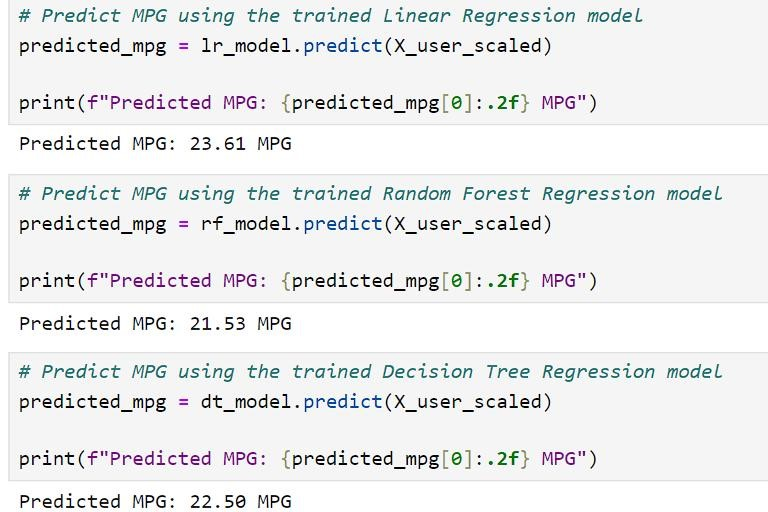 # Predict MPG using the trained Linear Regression model
predicted_mpg = lr_model.predict(X_user_scaled)
print(f"Predicted MPG: {predicted_mpg[0]:.2f} MPG")
Predicted MPG: 23.61 MPG
# Predict MPG using the trained Random Forest Regression model
predicted_mpg = rf_model.predict(X_user_scaled)
print(f"Predicted MPG: {predicted_mpg[0]:.2f} MPG")
Predicted MPG: 21.53 MPG
# Predict MPG using the trained Decision Tree Regression model
predicted_mpg = dt_model.predict(X_user_scaled)
print(f"Predicted MPG: {predicted_mpg[0]:.2f} MPG")
Predicted MPG: 22.50 MPG